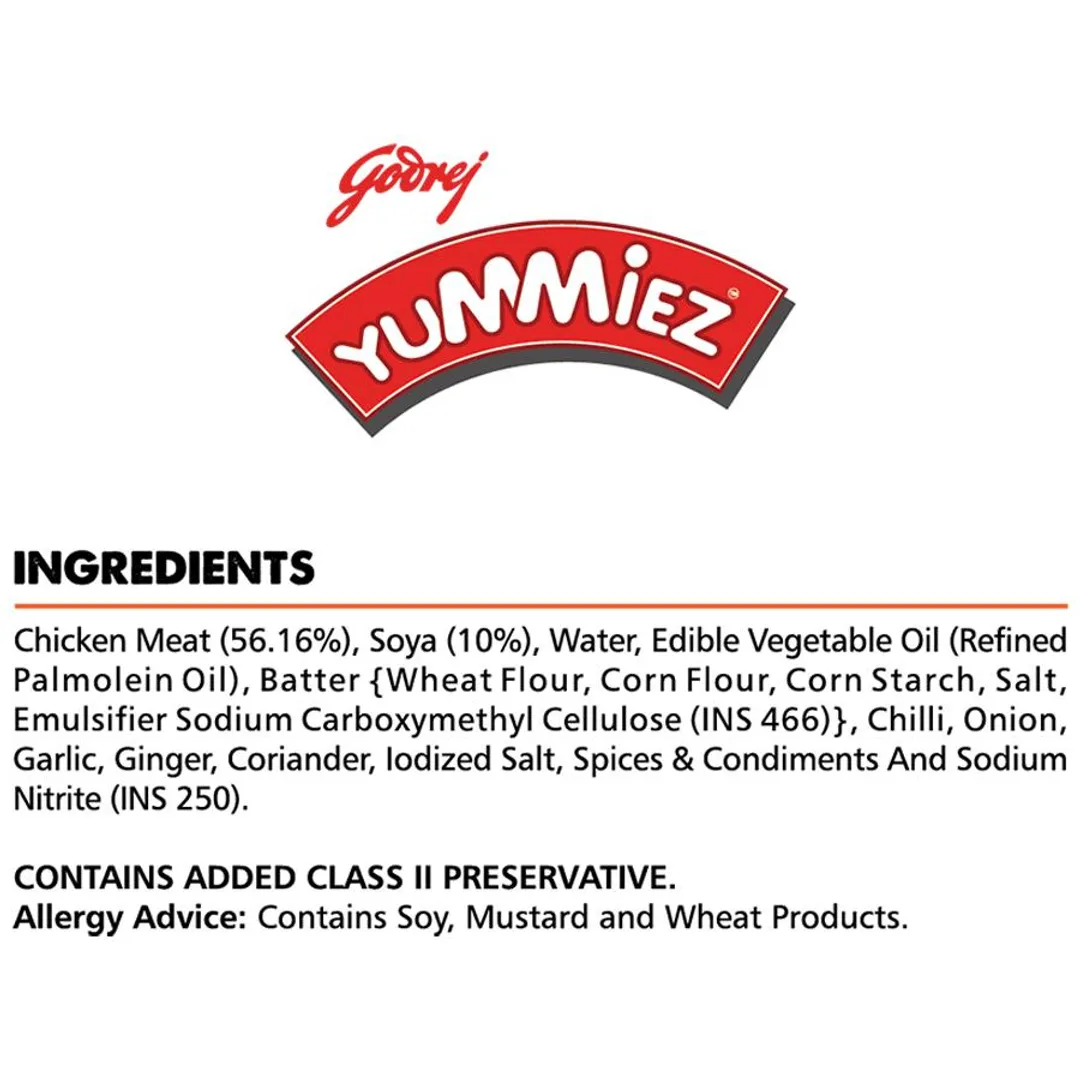 Godrej
YUMMiEZ
INGREDIENTS
Chicken Meat (56.16%), Soya (10%), Water, Edible Vegetable Oil (Refined
Palmolein Oil), Batter {Wheat Flour, Corn Flour, Corn Starch, Salt,
Emulsifier Sodium Carboxymethyl Cellulose (INS 466)}, Chilli, Onion,
Garlic, Ginger, Coriander, Iodized Salt, Spices & Condiments And Sodium
Nitrite (INS 250).
CONTAINS ADDED CLASS II PRESERVATIVE.
Allergy Advice: Contains Soy, Mustard and Wheat Products.